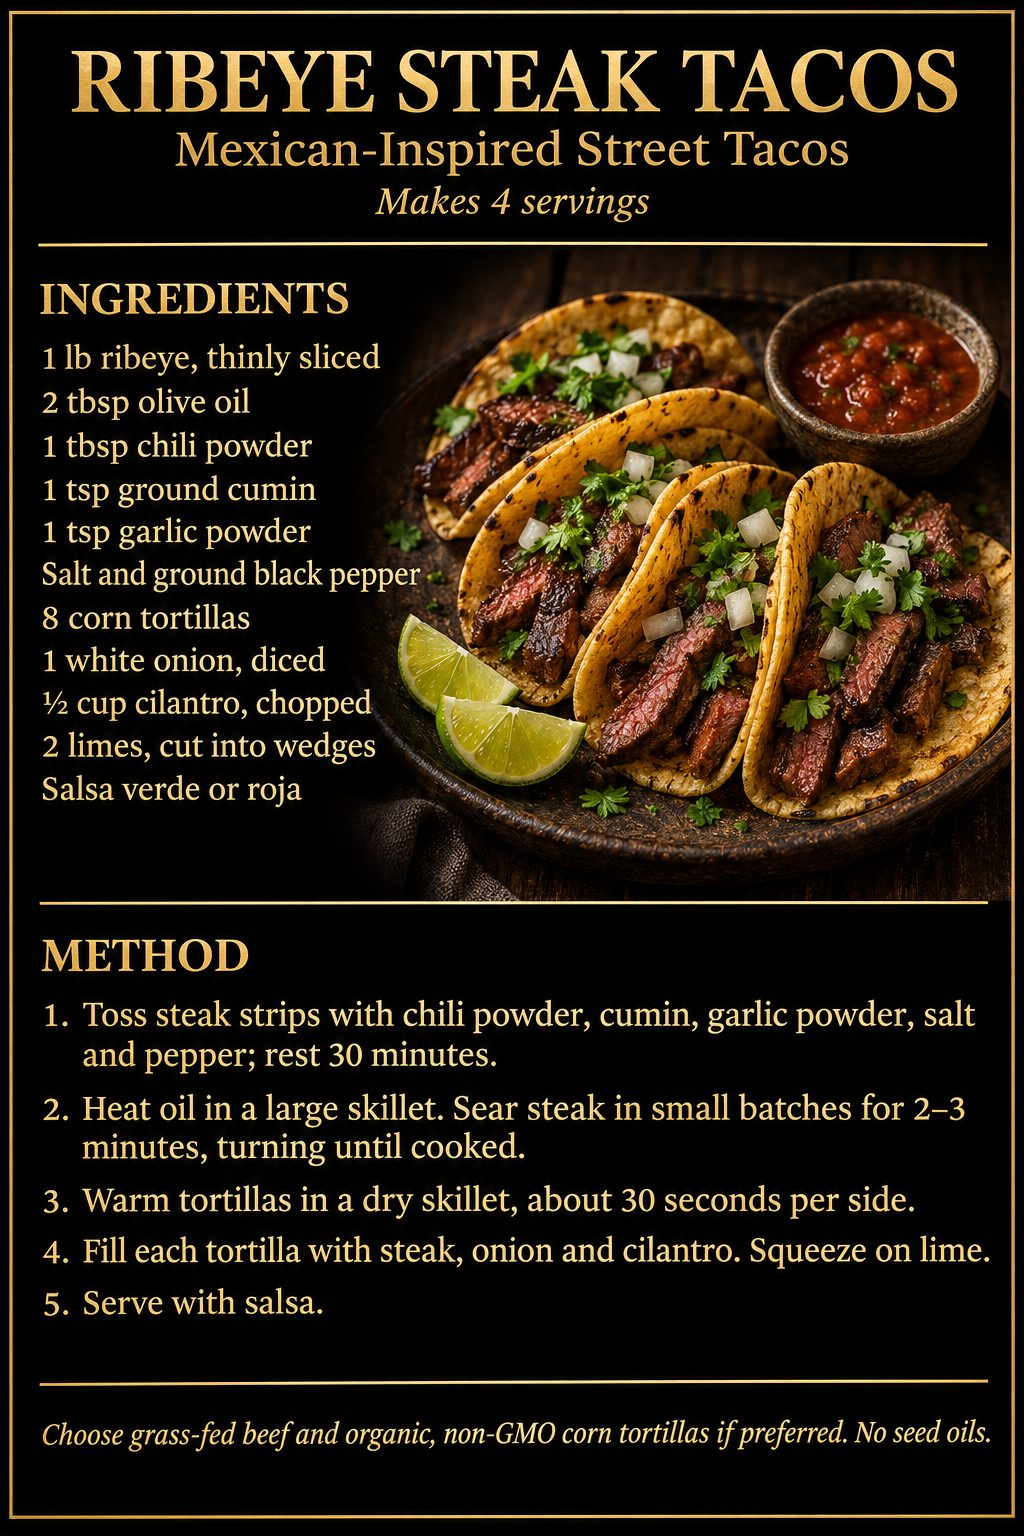 RIBEYE STEAK TACOS
Mexican-Inspired Street Tacos
Makes 4 servings
INGREDIENTS
1 lb ribeye, thinly sliced
2 tbsp olive oil
1 tbsp chili powder
1 tsp ground cumin
1 tsp garlic powder
Salt and ground black pepper
8 corn tortillas
1 white onion, diced
½ cup cilantro, chopped
2 limes, cut into wedges
Salsa verde or roja
METHOD
1. Toss steak strips with chili powder, cumin, garlic powder, salt
and pepper; rest 30 minutes.
2. Heat oil in a large skillet. Sear steak in small batches for 2–3
minutes, turning until cooked.
3. Warm tortillas in a dry skillet, about 30 seconds per side.
4. Fill each tortilla with steak, onion and cilantro. Squeeze on lime.
5. Serve with salsa.
Choose grass-fed beef and organic, non-GMO corn tortillas if preferred. No seed oils.